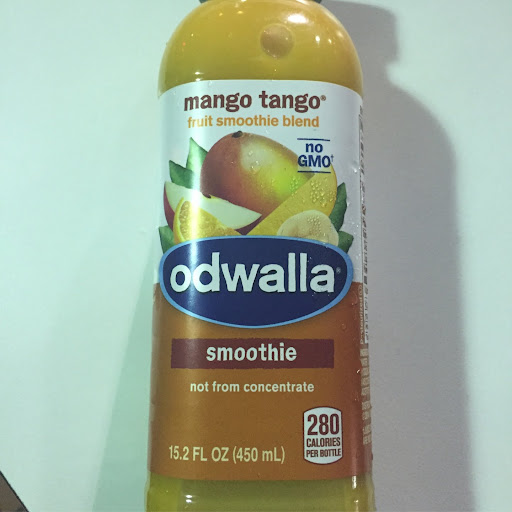 mango tango®
fruit smoothie blend
no
GMO†
odwalla®
smoothie
not from concentrate
280
CALORIES
PER BOTTLE
15.2 FL OZ (450 mL)